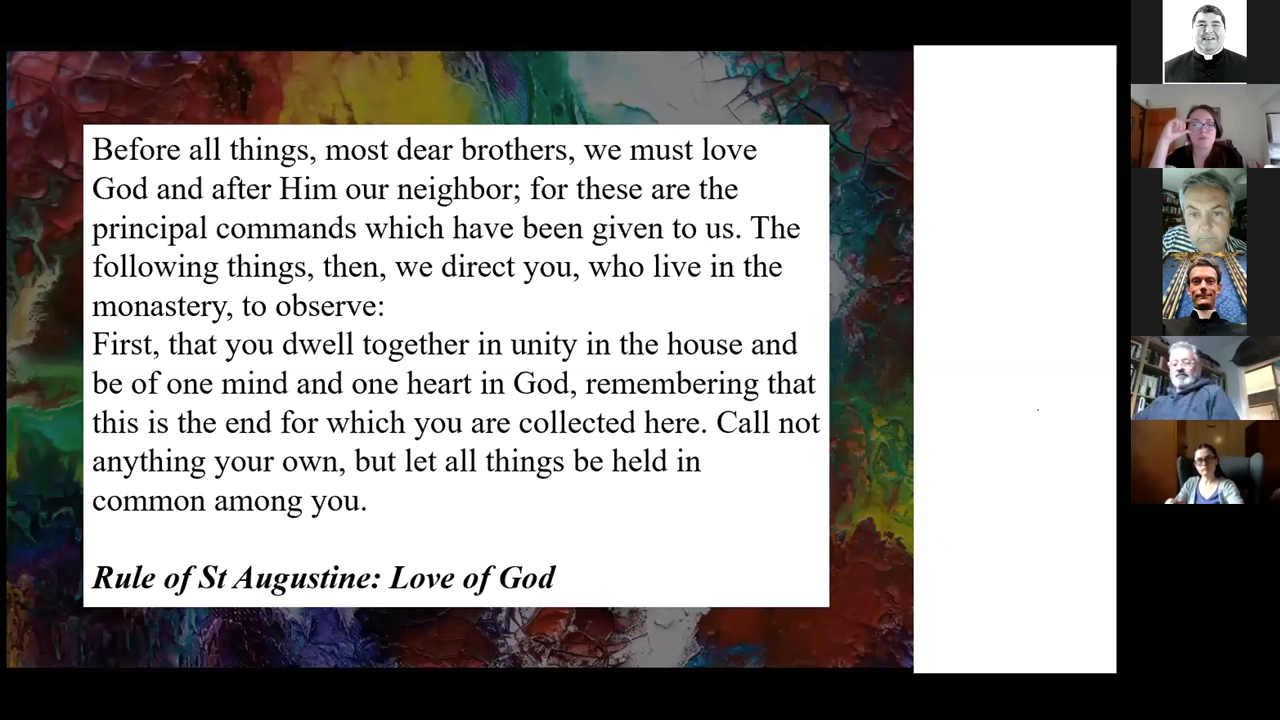 Before all things, most dear brothers, we must love
God and after Him our neighbor; for these are the
principal commands which have been given to us. The
following things, then, we direct you, who live in the
monastery, to observe:
First, that you dwell together in unity in the house and
be of one mind and one heart in God, remembering that
this is the end for which you are collected here. Call not
anything your own, but let all things be held in
common among you.
Rule of St Augustine: Love of God